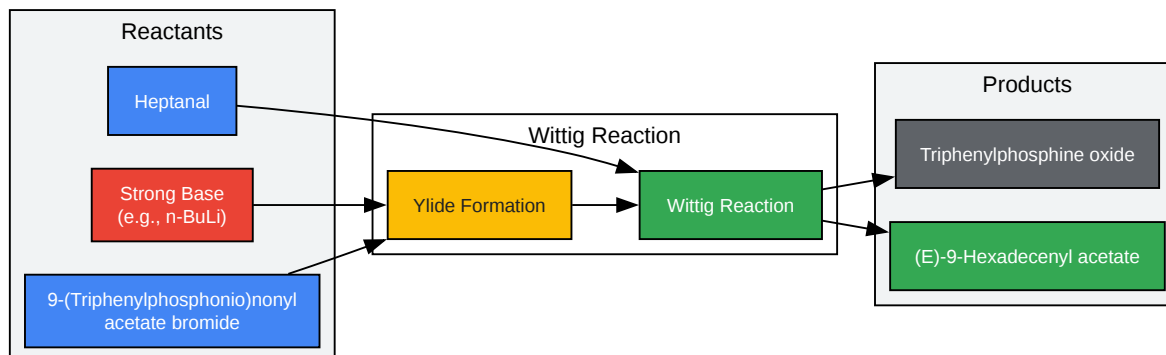 Reactants
Heptanal
Strong Base
(e.g., n-BuLi)
9-(Triphenylphosphonio)nonyl
acetate bromide
Wittig Reaction
Ylide Formation
Wittig Reaction
Products
Triphenylphosphine oxide
(E)-9-Hexadecenyl acetate